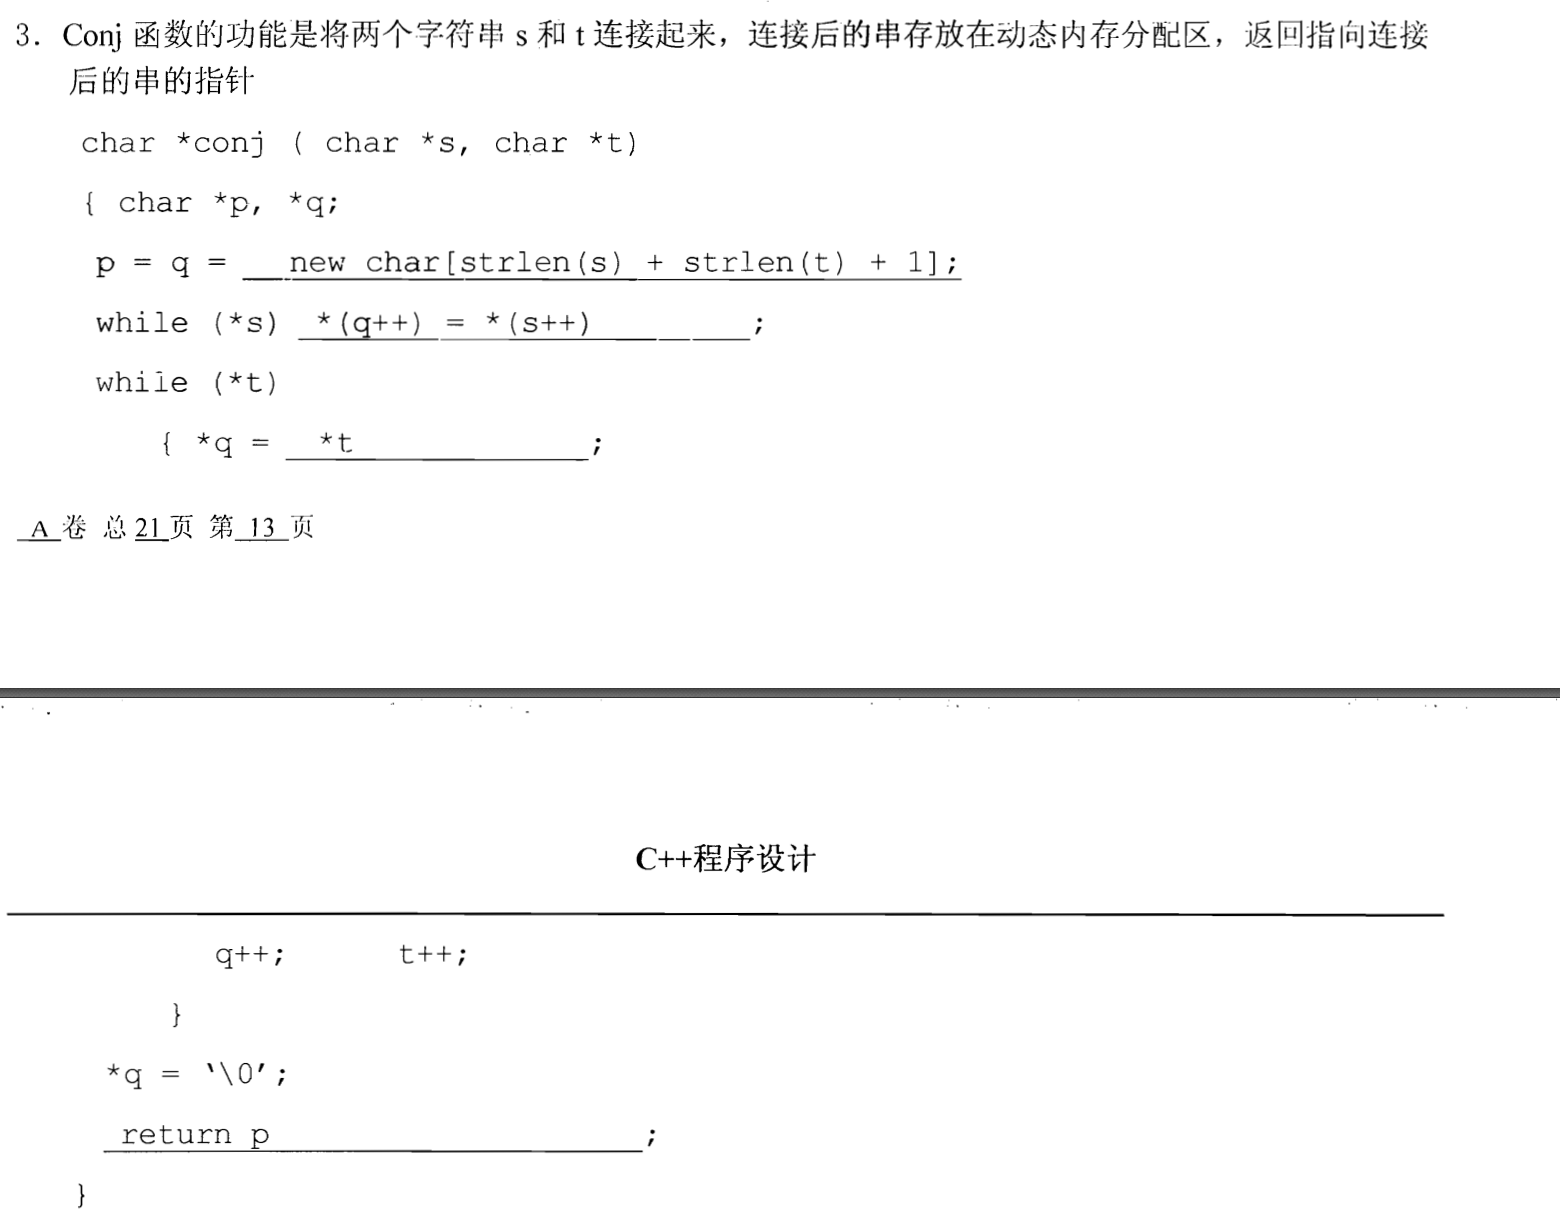 3. Conj 函数的功能是将两个字符串 s 和 t 连接起来，连接后的串存放在动态内存分配区，返回指向连接
后的串的指针
char *conj ( char *s, char *t)
{ char *p, *q;
p = q = new char[strlen(s) + strlen(t) + 1];
while (*s) *(q++) = *(s++) ;
while (*t)
{ *q = *t ;
A 卷 总 21 页 第 13 页
C++程序设计
q++; t++;
}
*q = ‘\0’;
return p ;
}